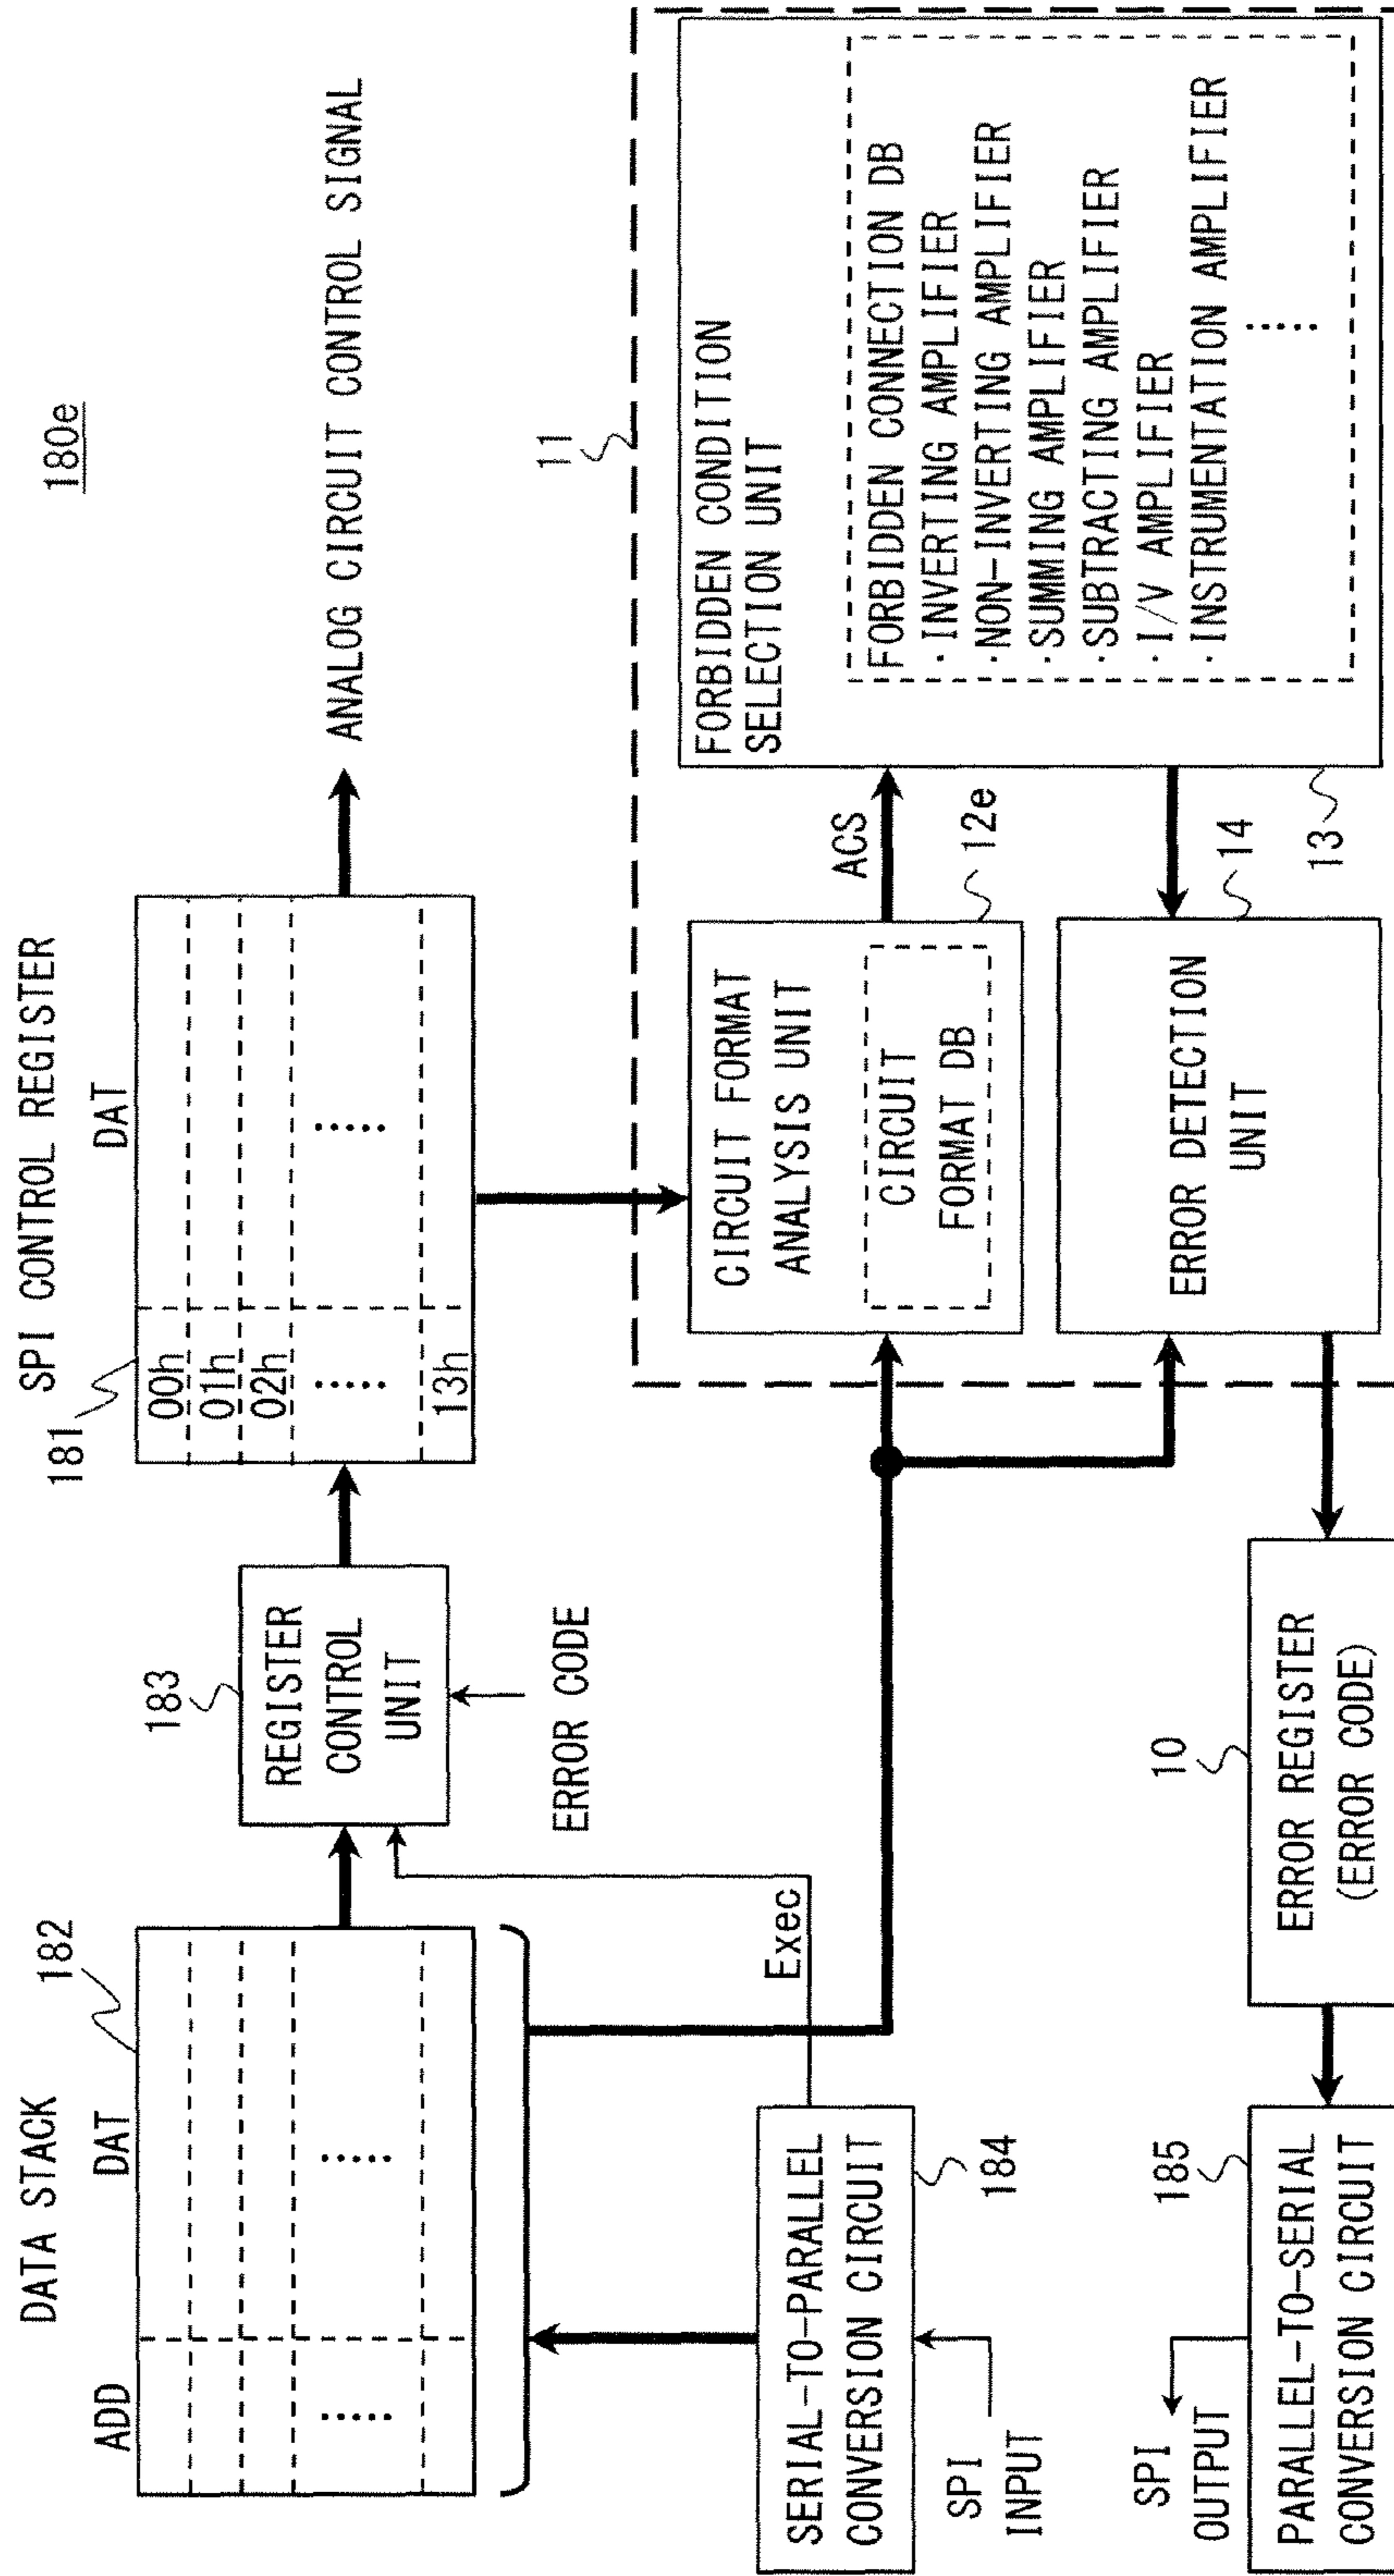 180e
DATA STACK
ADD
DAT
182
183
REGISTER
CONTROL
UNIT
ERROR CODE
SPI CONTROL REGISTER
DAT
181
00h
01h
02h
13h
ANALOG CIRCUIT CONTROL SIGNAL
Exec
SERIAL-TO-PARALLEL
CONVERSION CIRCUIT
184
SPI
INPUT
11
CIRCUIT FORMAT
ANALYSIS UNIT
CIRCUIT
FORMAT DB
12e
ACS
FORBIDDEN CONDITION
SELECTION UNIT
FORBIDDEN CONNECTION DB
·INVERTING AMPLIFIER
·NON-INVERTING AMPLIFIER
·SUMMING AMPLIFIER
·SUBTRACTING AMPLIFIER
·I/V AMPLIFIER
·INSTRUMENTATION AMPLIFIER
13
ERROR DETECTION
UNIT
14
10
ERROR REGISTER
(ERROR CODE)
185
PARALLEL-TO-SERIAL
CONVERSION CIRCUIT
SPI
OUTPUT